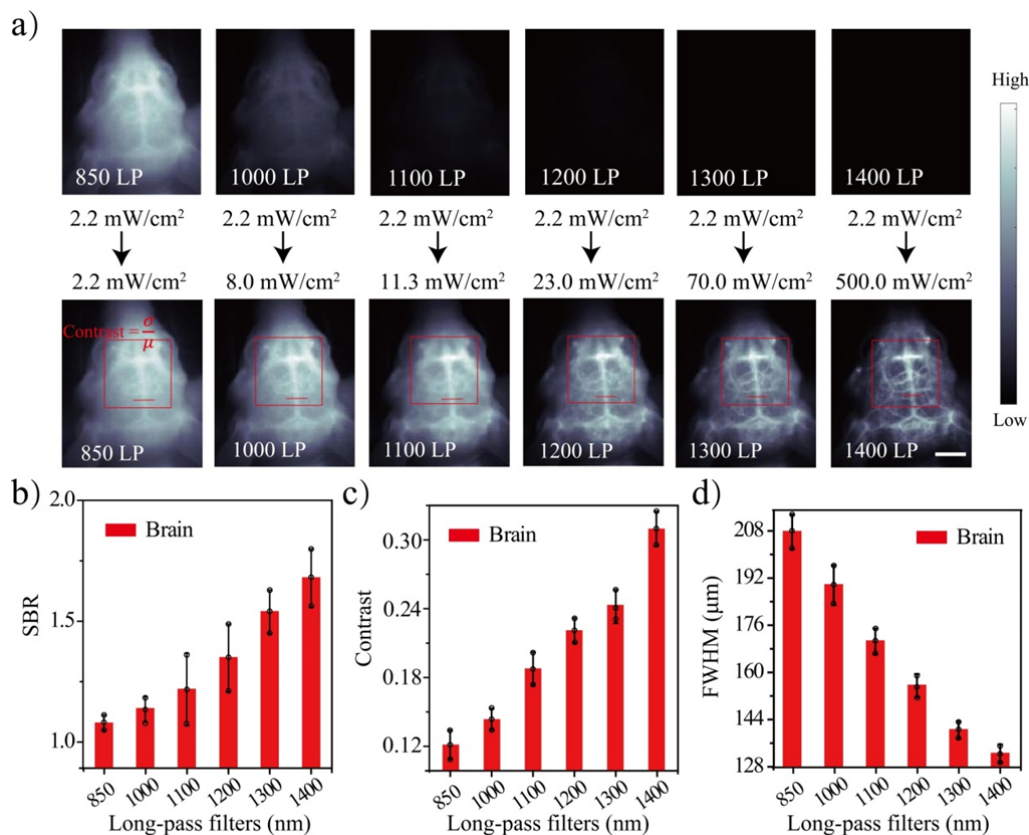 a)
High
Low
850 LP 1000 LP 1100 LP 1200 LP 1300 LP 1400 LP
2.2 mW/cm² 2.2 mW/cm² 2.2 mW/cm² 2.2 mW/cm² 2.2 mW/cm² 2.2 mW/cm²
2.2 mW/cm² 8.0 mW/cm² 11.3 mW/cm² 23.0 mW/cm² 70.0 mW/cm² 500.0 mW/cm²
Contrast = σ/μ
850 LP 1000 LP 1100 LP 1200 LP 1300 LP 1400 LP
b)
2.0
1.5
1.0
SBR
Brain
850 1000 1100 1200 1300 1400
Long-pass filters (nm)
c)
0.30
0.24
0.18
0.12
Contrast
Brain
850 1000 1100 1200 1300 1400
Long-pass filters (nm)
d)
208
192
176
160
144
128
FWHM (μm)
Brain
850 1000 1100 1200 1300 1400
Long-pass filters (nm)